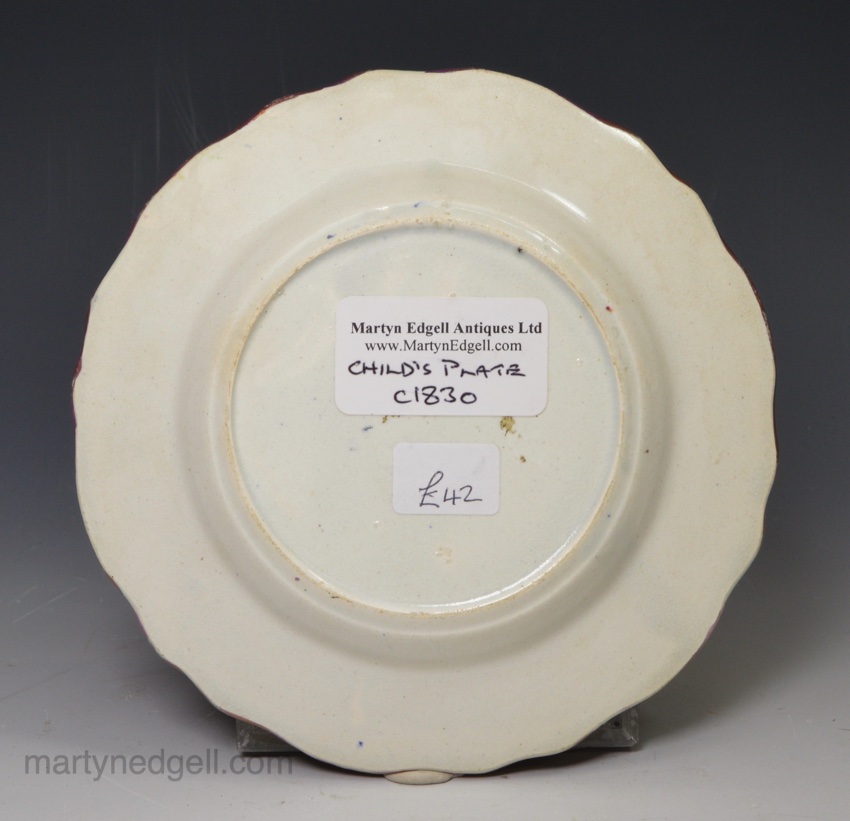 Martyn Edgell Antiques Ltd
www.MartynEdgell.com
CHILD'S PLATE
C1830
£42
martynedgell.com